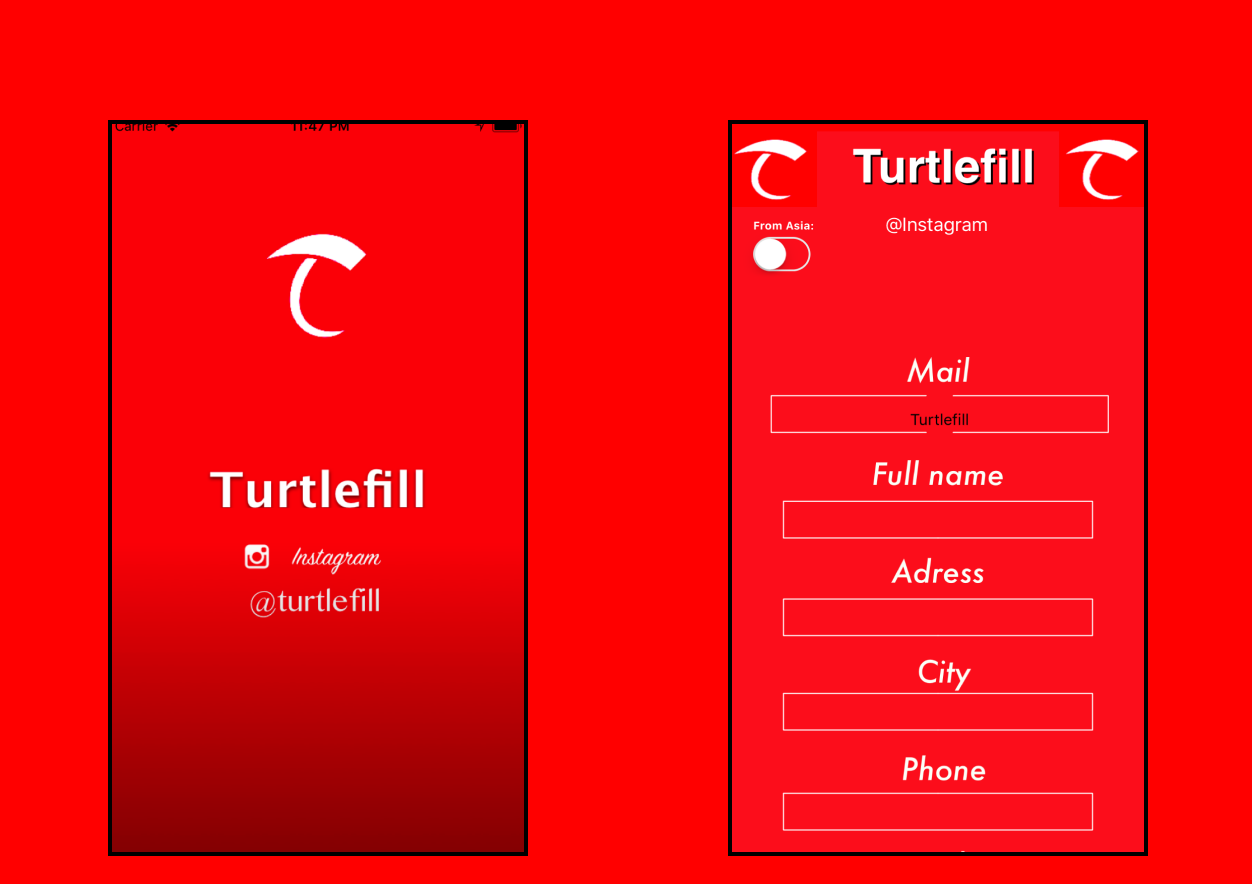 Carrier 11:47 PM
Turtlefill
Instagram
@turtlefill
Turtlefill
@Instagram
From Asia:
Mail
Turtlefill
Full name
Adress
City
Phone